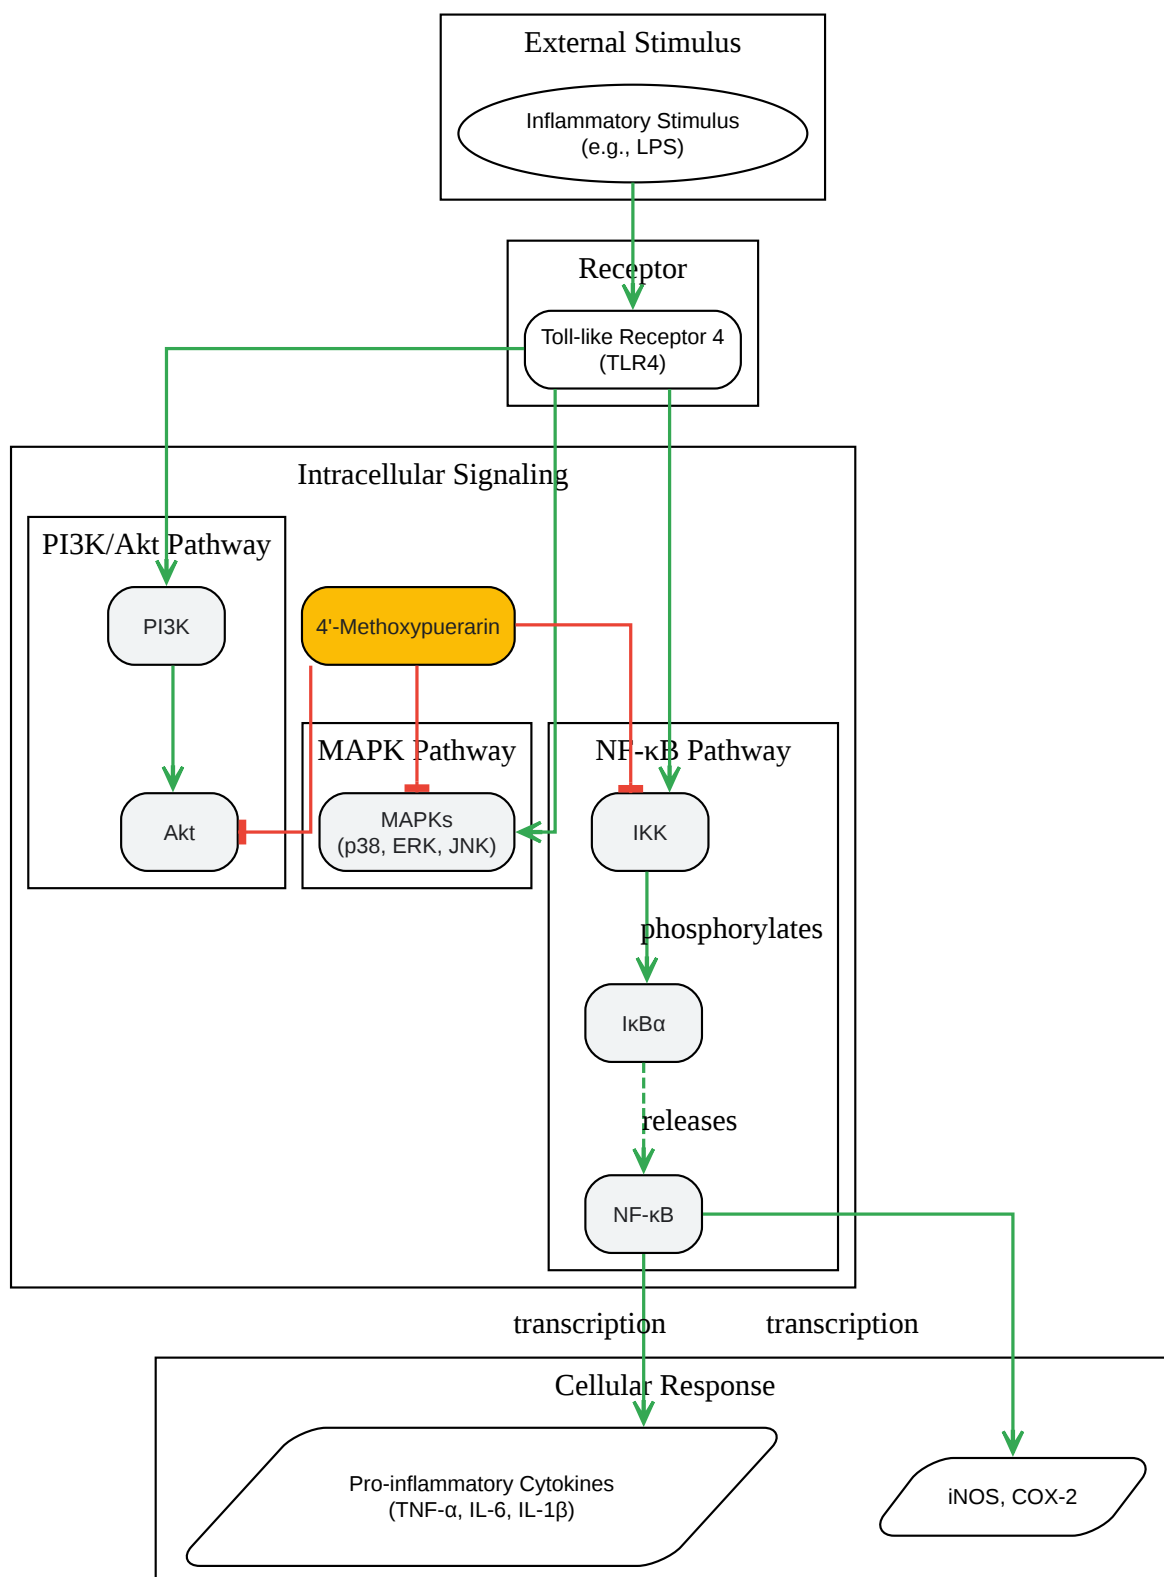 External Stimulus
Inflammatory Stimulus
(e.g., LPS)
Receptor
Toll-like Receptor 4
(TLR4)
Intracellular Signaling
PI3K/Akt Pathway
PI3K
4'-Methoxypuerarin
MAPK Pathway
NF-κB Pathway
Akt
MAPKs
(p38, ERK, JNK)
IKK
phosphorylates
IκBα
releases
NF-κB
transcription
transcription
Cellular Response
Pro-inflammatory Cytokines
(TNF-α, IL-6, IL-1β)
iNOS, COX-2